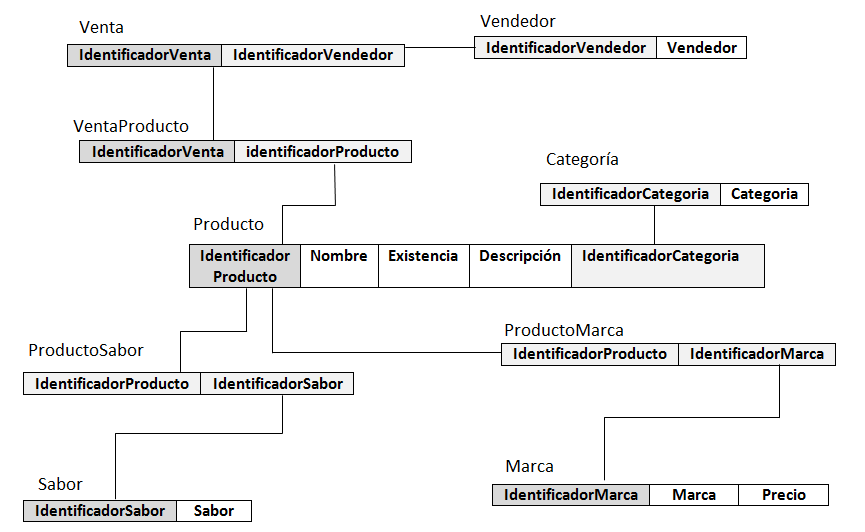 Venta
Vendedor
IdentificadorVenta IdentificadorVendedor
IdentificadorVendedor Vendedor
VentaProducto
IdentificadorVenta identificadorProducto
Categoría
IdentificadorCategoria Categoria
Producto
Identificador Nombre Existencia Descripción IdentificadorCategoria
Producto
ProductoMarca
IdentificadorProducto IdentificadorMarca
ProductoSabor
IdentificadorProducto IdentificadorSabor
Marca
IdentificadorMarca Marca Precio
Sabor
IdentificadorSabor Sabor